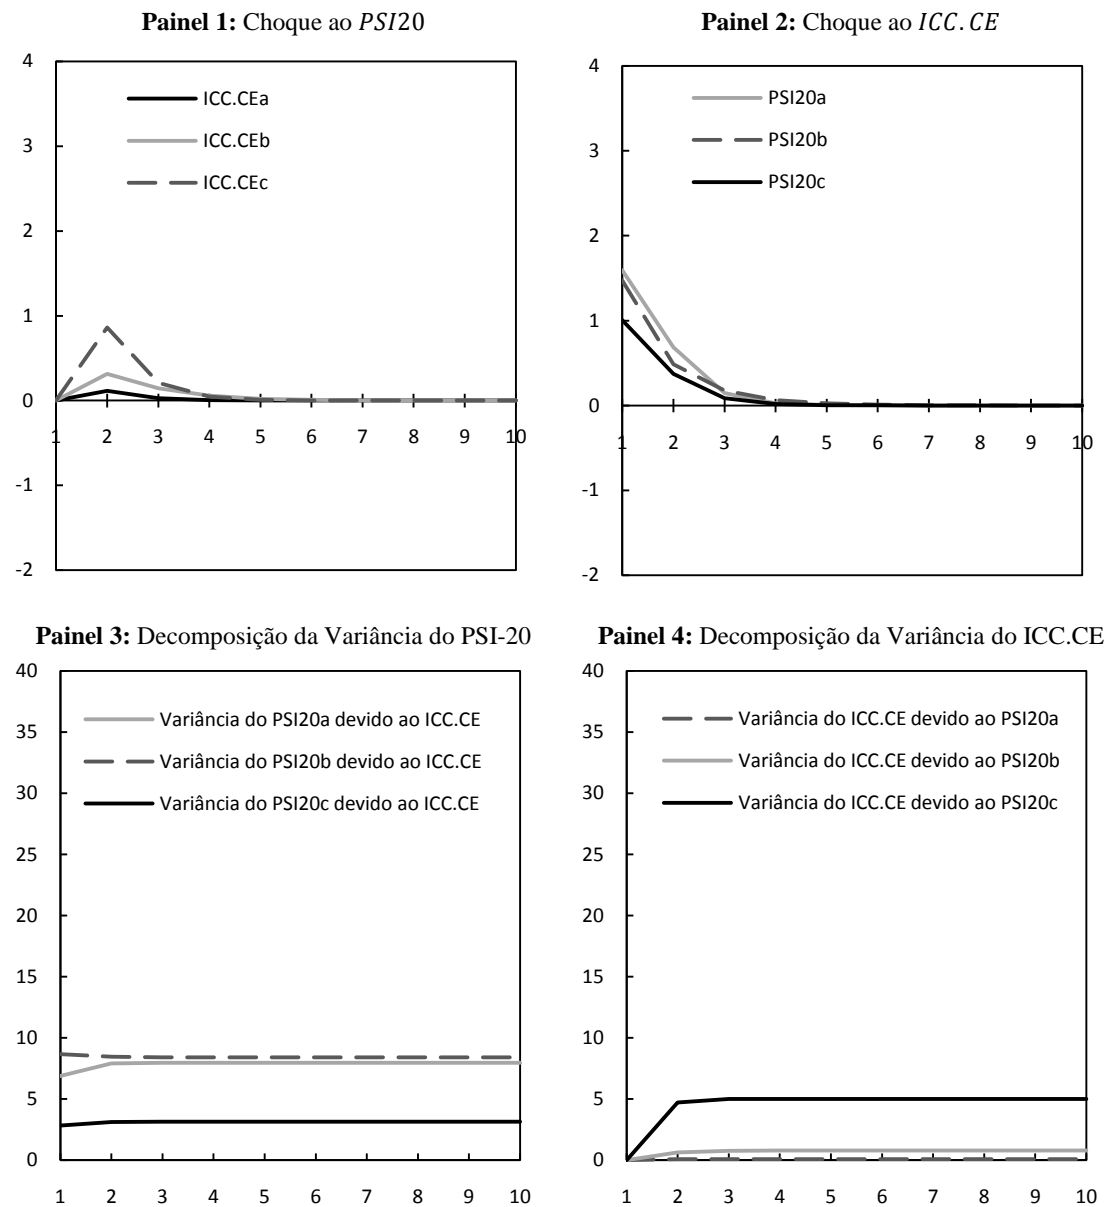 Painel 1: Choque ao PSI20
4
3
2
1
0
-1
-2
ICC.CEa
ICC.CEb
ICC.CEc
1 2 3 4 5 6 7 8 9 10
Painel 2: Choque ao ICC.CE
4
3
2
1
0
-1
-2
PSI20a
PSI20b
PSI20c
1 2 3 4 5 6 7 8 9 10
Painel 3: Decomposição da Variância do PSI-20
40
35
30
25
20
15
10
5
0
Variância do PSI20a devido ao ICC.CE
Variância do PSI20b devido ao ICC.CE
Variância do PSI20c devido ao ICC.CE
1 2 3 4 5 6 7 8 9 10
Painel 4: Decomposição da Variância do ICC.CE
40
35
30
25
20
15
10
5
0
Variância do ICC.CE devido ao PSI20a
Variância do ICC.CE devido ao PSI20b
Variância do ICC.CE devido ao PSI20c
1 2 3 4 5 6 7 8 9 10